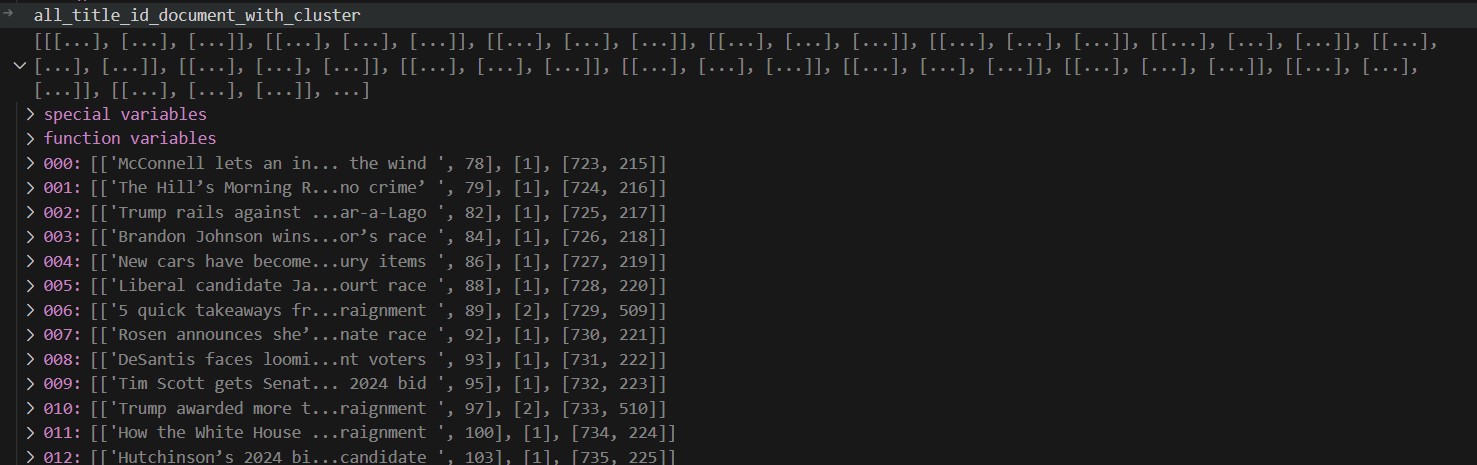 all_title_id_document_with_cluster
[[[...], [...], [...]], [[...], [...], [...]], [[...], [...], [...]], [[...], [...], [...]], [[...], [...], [...]], [[...], [...], [...]], [[...],
[...], [...]], [[...], [...], [...]], [[...], [...], [...]], [[...], [...], [...]], [[...], [...], [...]], [[...], [...], [...]], [[...], [...],
[...]], [[...], [...], [...]], ...]
special variables
function variables
000: [['McConnell lets an in... the wind ', 78], [1], [723, 215]]
001: [['The Hill’s Morning R...no crime’ ', 79], [1], [724, 216]]
002: [['Trump rails against ...ar-a-Lago ', 82], [1], [725, 217]]
003: [['Brandon Johnson wins...or’s race ', 84], [1], [726, 218]]
004: [['New cars have become...ury items ', 86], [1], [727, 219]]
005: [['Liberal candidate Ja...ourt race ', 88], [1], [728, 220]]
006: [['5 quick takeaways fr...raignment ', 89], [2], [729, 509]]
007: [['Rosen announces she’...nate race ', 92], [1], [730, 221]]
008: [['DeSantis faces loomi...nt voters ', 93], [1], [731, 222]]
009: [['Tim Scott gets Senat... 2024 bid ', 95], [1], [732, 223]]
010: [['Trump awarded more t...raignment ', 97], [2], [733, 510]]
011: [['How the White House ...raignment ', 100], [1], [734, 224]]
012: [['Hutchinson’s 2024 bi...candidate ', 103], [1], [735, 225]]